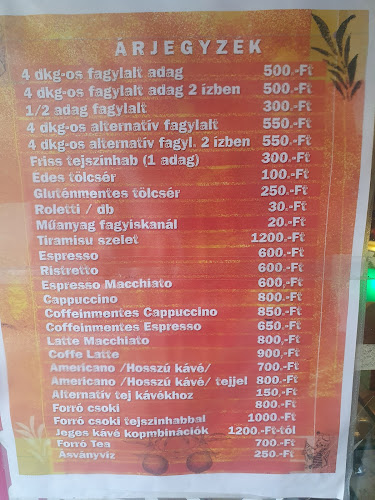 ÁRJEGYZÉK
4 dkg-os fagylalt adag 500.-Ft
4 dkg-os fagylalt adag 2 ízben 500.-Ft
1/2 adag fagylalt 300.-Ft
4 dkg-os alternatív fagylalt 550.-Ft
4 dkg-os alternatív fagyl. 2 ízben 550.-Ft
Friss tejszínhab (1 adag) 300.-Ft
Édes tölcsér 100.-Ft
Gluténmentes tölcsér 250.-Ft
Roletti / db 30.-Ft
Műanyag fagyiskanál 20.-Ft
Tiramisu szelet 1200.-Ft
Espresso 600.-Ft
Ristretto 600,-Ft
Espresso Macchiato 600,-Ft
Cappuccino 800,-Ft
Coffeinmentes Cappuccino 850,-Ft
Coffeinmentes Espresso 650,-Ft
Latte Macchiato 800,-Ft
Coffe Latte 900,-Ft
Americano /Hosszú kávé/ 700.-Ft
Americano /Hosszú kávé/ tejjel 800.-Ft
Alternatív tej kávékhoz 150,-Ft
Forró csoki 800.-Ft
Forró csoki tejszínhabbal 1000.-Ft
Jeges kávé kopmbinációk 1200.-Ft-tól
Forró Tea 700.-Ft
Ásványvíz 250.-Ft